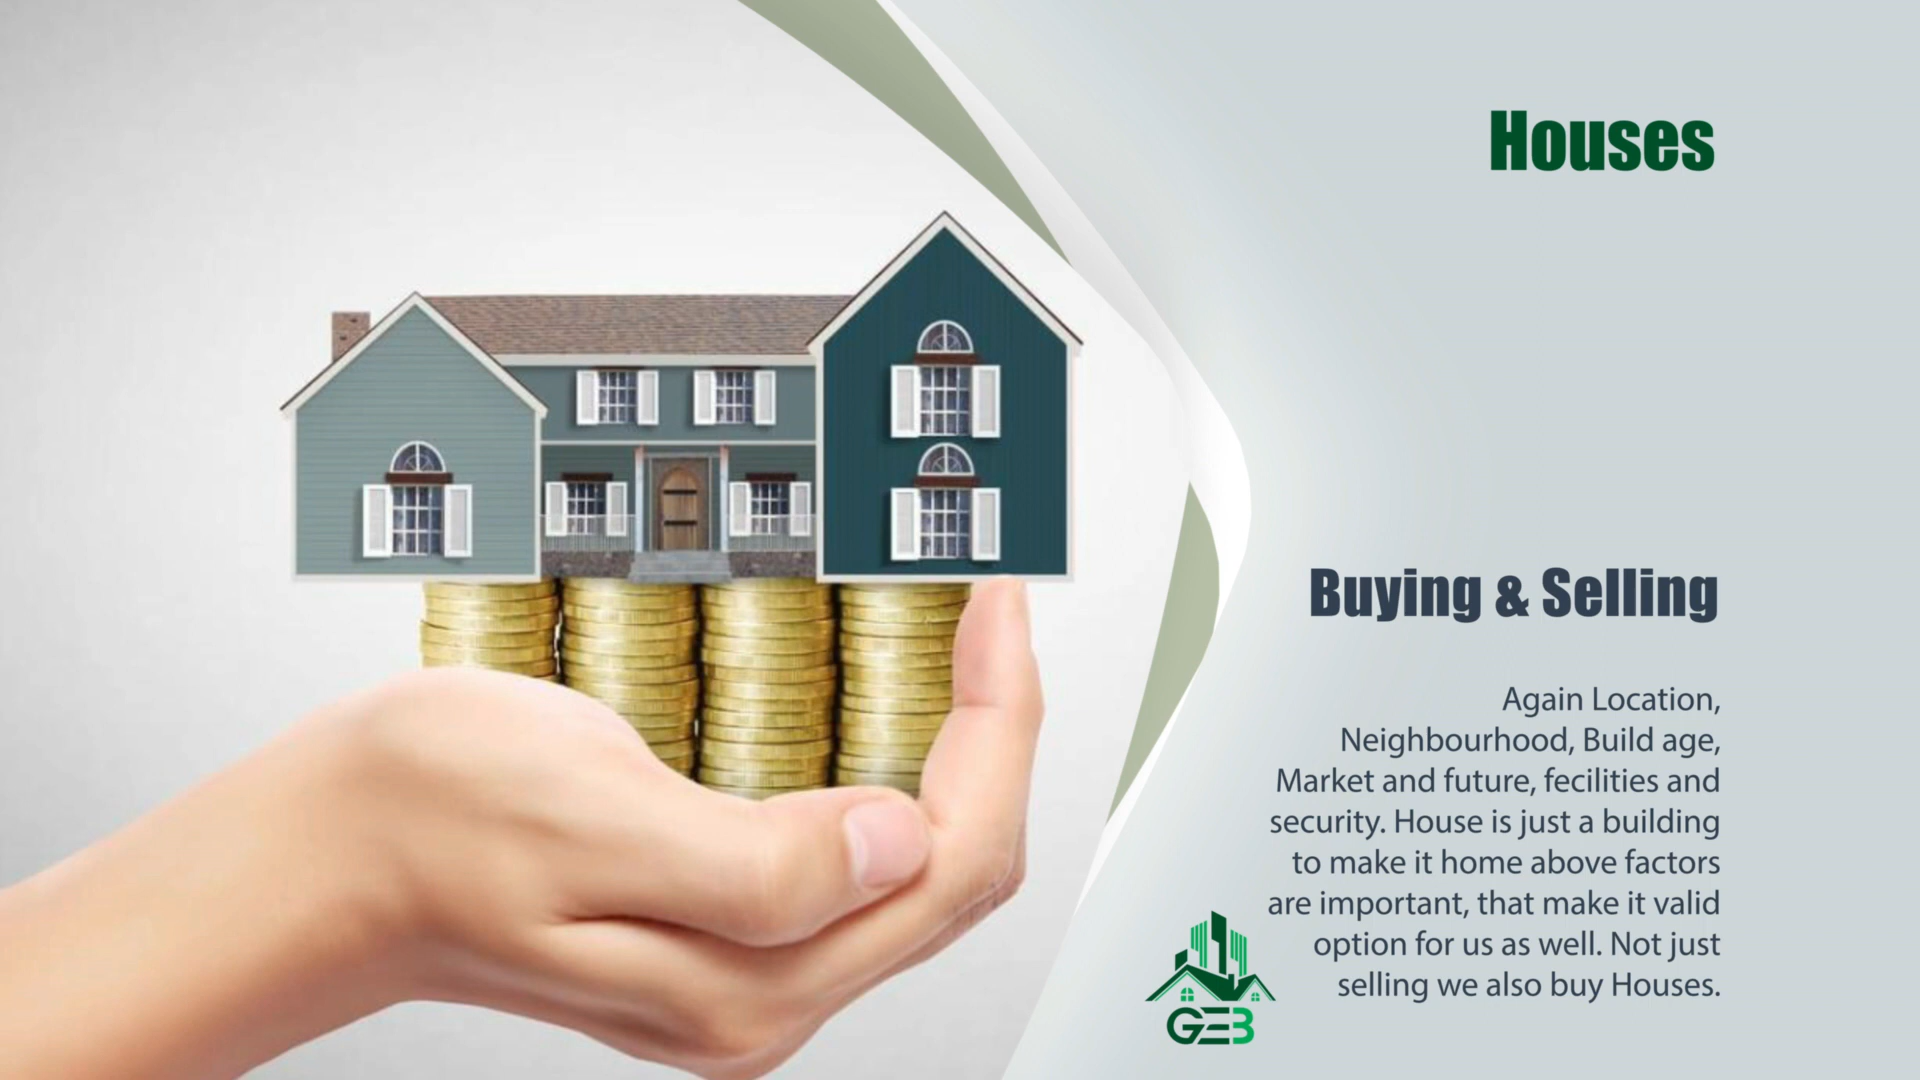 Houses
Buying & Selling
Again Location,
Neighbourhood, Build age,
Market and future, fecilities and
security. House is just a building
to make it home above factors
are important, that make it valid
option for us as well. Not just
selling we also buy Houses.
GEB